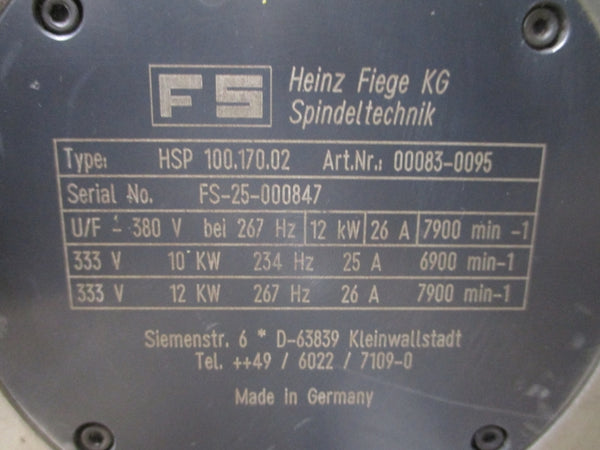 FS
Heinz Fiege KG
Spindeltechnik
Type: HSP 100.170.02 Art.Nr.: 00083-0095
Serial No. FS-25-000847
U/F - 380 V bei 267 Hz 12 kW 26 A 7900 min -1
333 V 10 KW 234 Hz 25 A 6900 min-1
333 V 12 KW 267 Hz 26 A 7900 min-1
Siemenstr. 6 * D-63839 Kleinwallstadt
Tel. ++49 / 6022 / 7109-0
Made in Germany